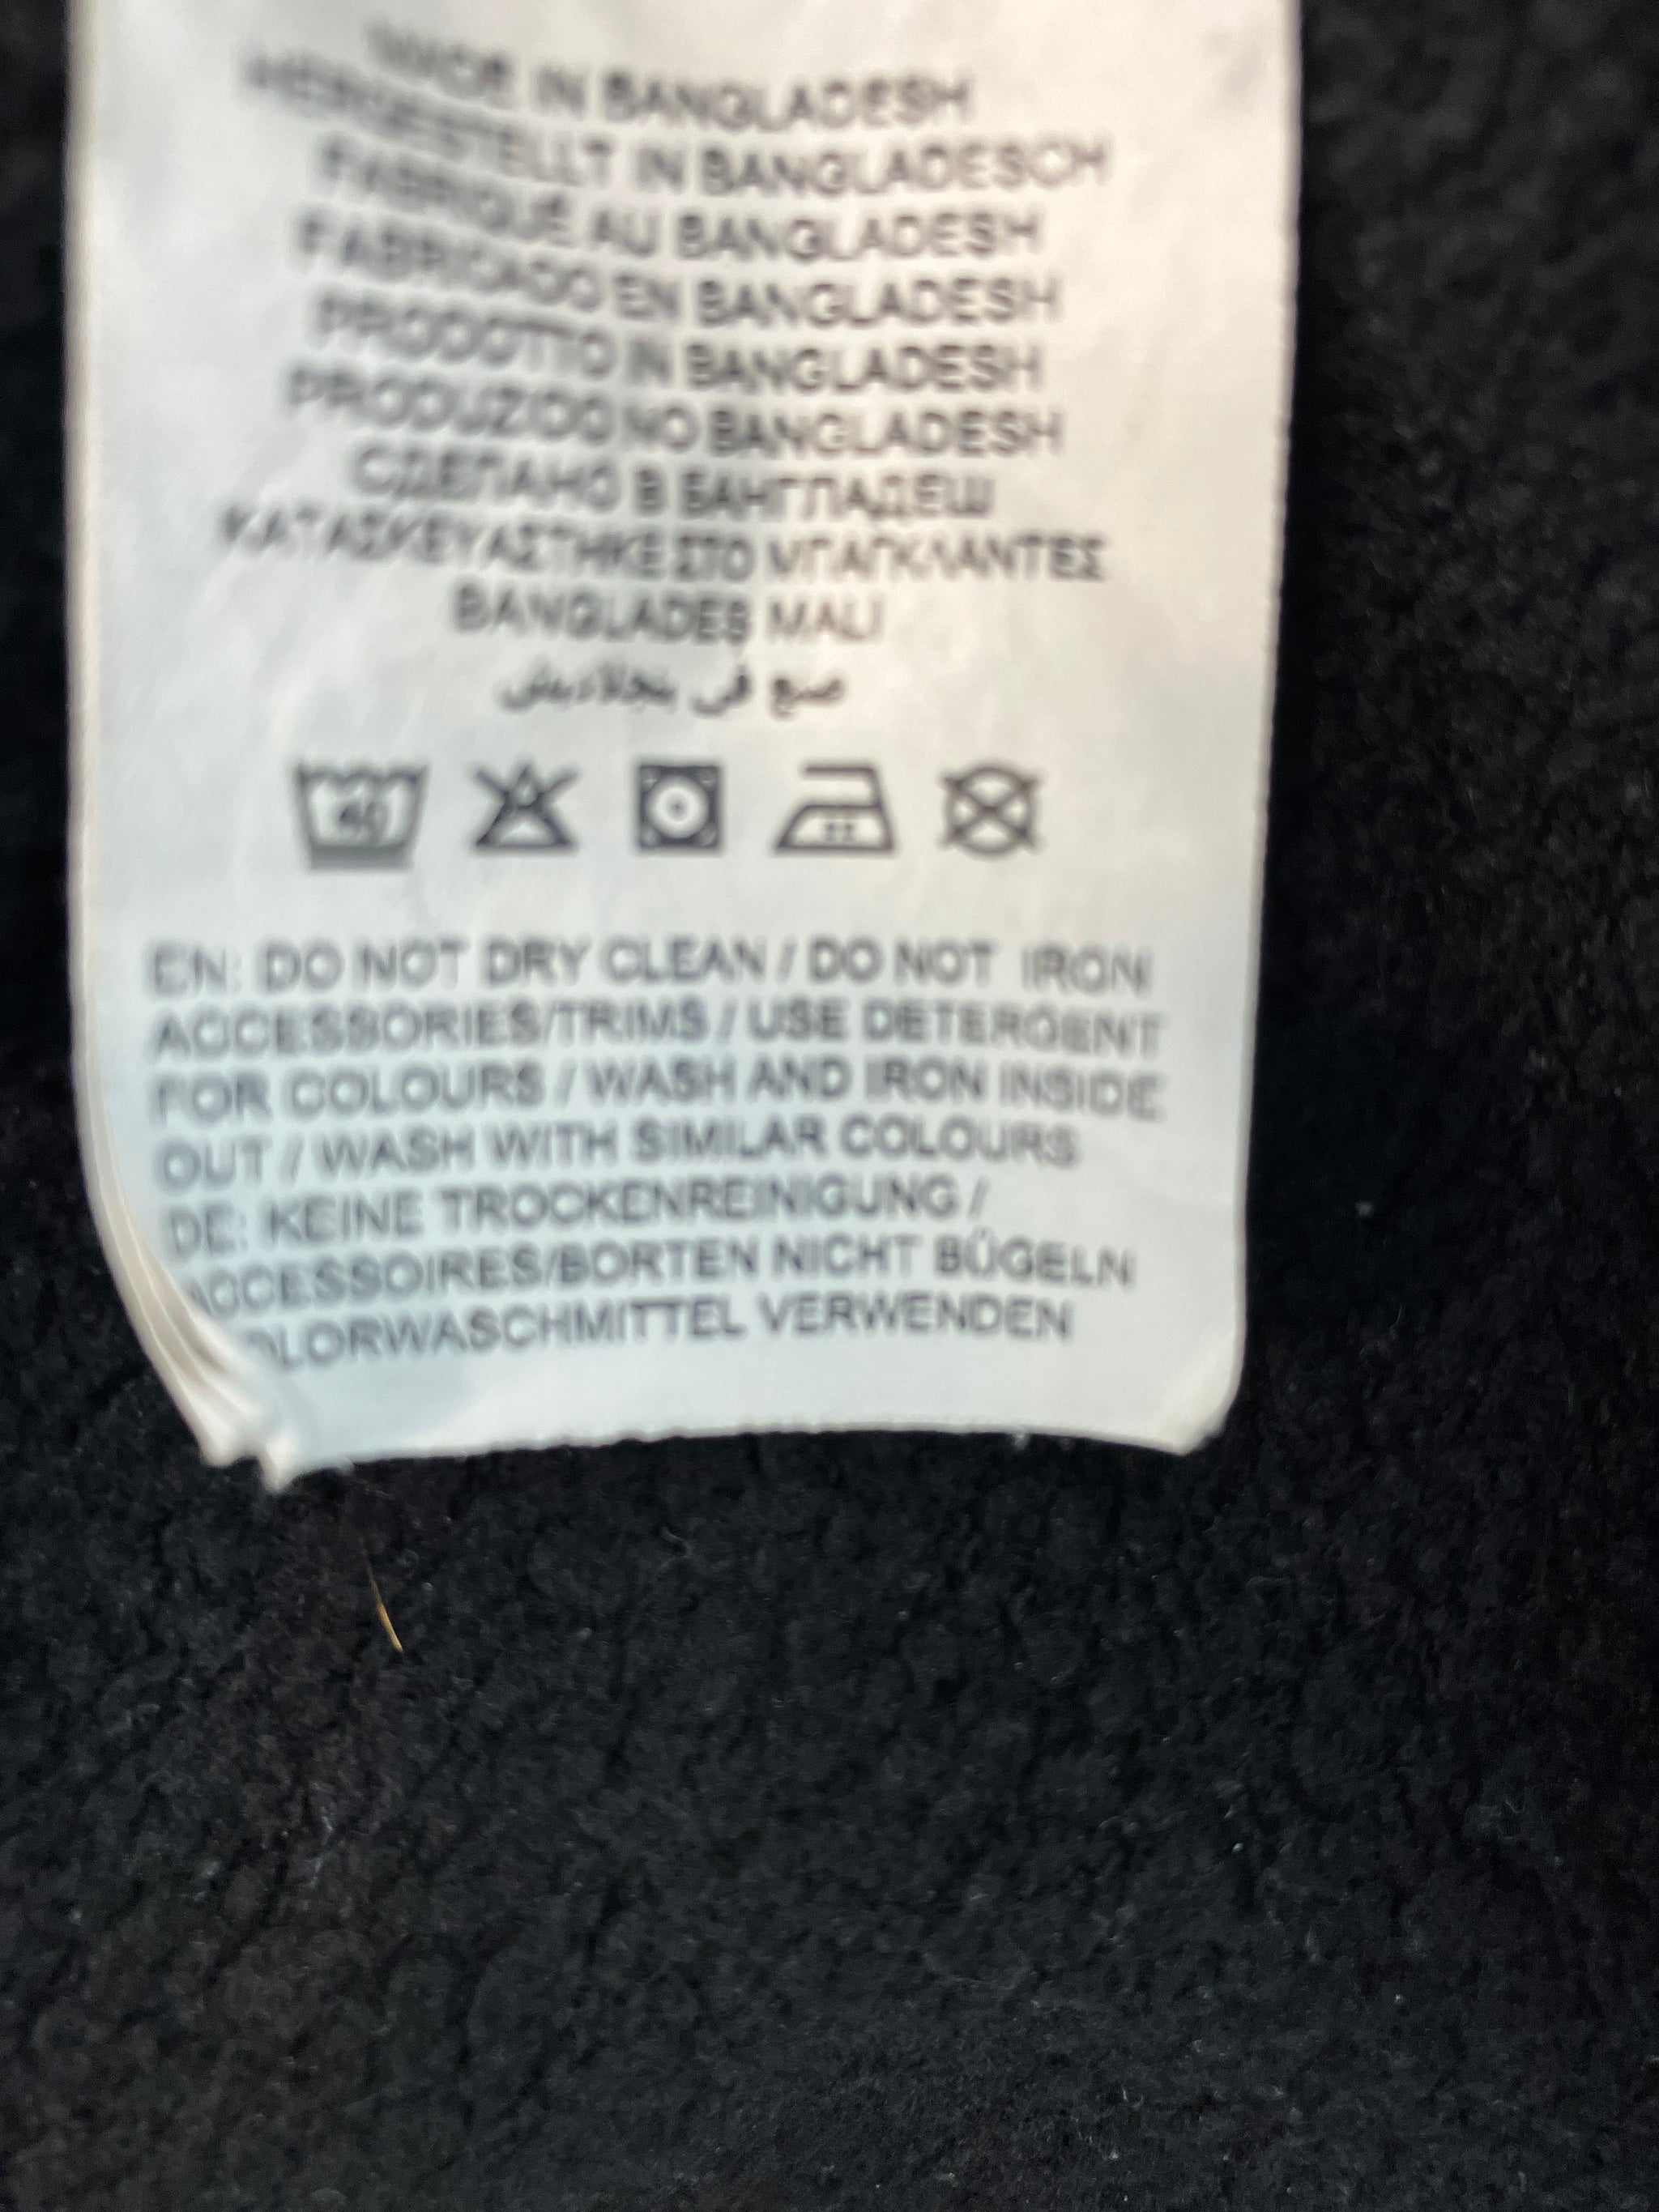 MADE IN BANGLADESH
HERGESTELLT IN BANGLADESCH
FABRIQUÉ AU BANGLADESH
FABRICADO EN BANGLADESH
PRODOTTO IN BANGLADESH
PRODUZIDO NO BANGLADESH
СДЕЛАНО В БАНГЛАДЕШ
ΚΑΤΑΣΚΕΥΑΣΤΗΚΕ ΣΤΟ ΜΠΑΓΚΛΑΝΤΕΣ
BANGLADEŞ MALI
صنع في بنجلاديش
40
EN: DO NOT DRY CLEAN / DO NOT IRON
ACCESSORIES/TRIMS / USE DETERGENT
FOR COLOURS / WASH AND IRON INSIDE
OUT / WASH WITH SIMILAR COLOURS
DE: KEINE TROCKENREINIGUNG /
ACCESSOIRES/BORTEN NICHT BÜGELN
OLORWASCHMITTEL VERWENDEN